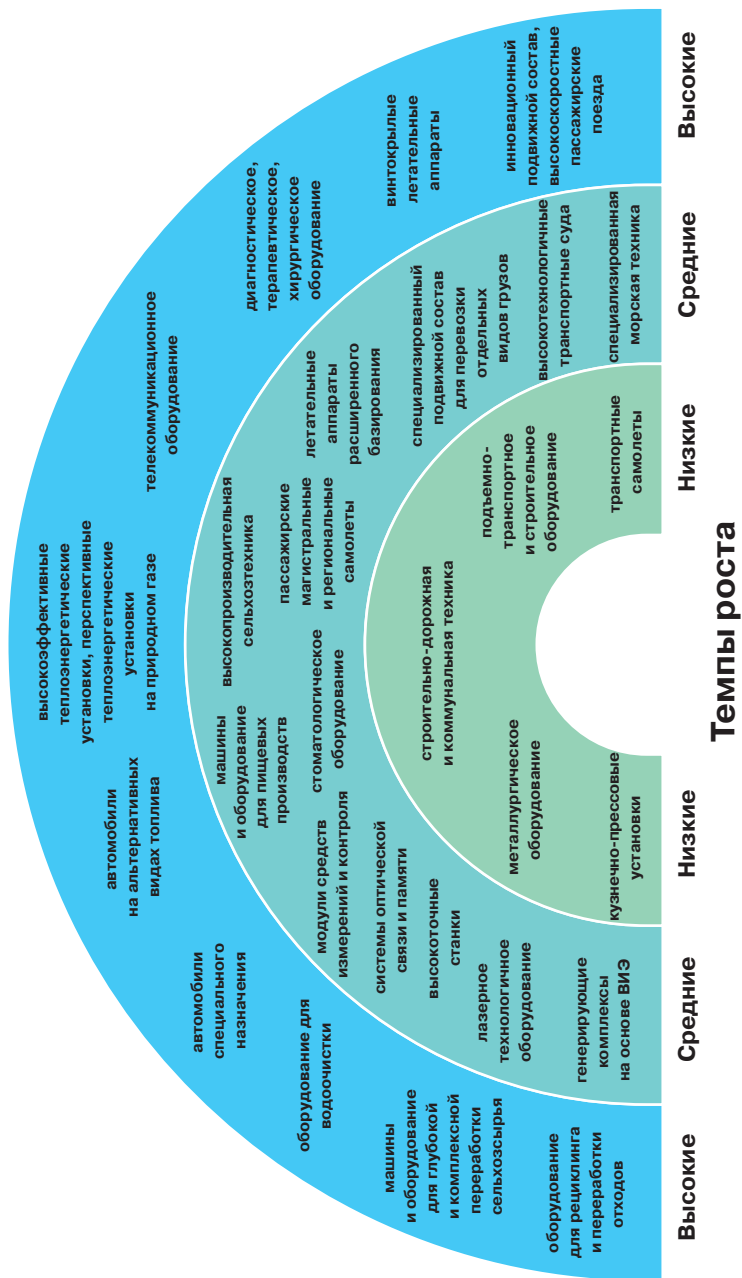 высокоэффективные
теплоэнергетические
установки, перспективные
теплоэнергетические
установки
на природном газе
телекоммуникационное
оборудование
диагностическое,
терапевтическое,
хирургическое
оборудование
винтокрылые
летательные
аппараты
инновационный
подвижной состав,
высокоскоростные
пассажирские
поезда
автомобили
на альтернативных
видах топлива
автомобили
специального
назначения
оборудование для
водоочистки
машины
и оборудование
для глубокой
и комплексной
переработки
сельхозсырья
оборудование
для рециклинга
и переработки
отходов
высокопроизводительная
сельхозтехника
пассажирские
магистральные
и региональные
самолеты
летательные
аппараты
расширенного
базирования
специализированный
подвижной состав
для перевозки
отдельных
видов грузов
высокотехнологичные
транспортные суда
специализированная
морская техника
машины
и оборудование
для пищевых
производств
стоматологическое
оборудование
модули средств
измерений и контроля
системы оптической
связи и памяти
высокоточные
станки
лазерное
технологичное
оборудование
генерирующие
комплексы
на основе ВИЭ
строительно-дорожная
и коммунальная техника
подъемно-
транспортное
и строительное
оборудование
транспортные
самолеты
металлургическое
оборудование
кузнечно-прессовые
установки
Высокие
Средние
Низкие
Низкие
Средние
Высокие
Темпы роста